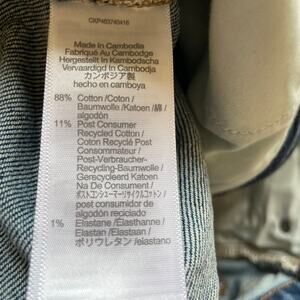 CKP463740416
Made In Cambodia
Fabriqué Au Cambodge
Hergestellt In Kambodscha
Vervaardigd In Cambodja
カンボジア製
hecho en camboya
88% Cotton /Coton /
Baumwolle /Katoen /綿 /
algodón
11% Post Consumer
Recycled Cotton /
Coton Recyclé Post
Consommateur /
Post-Verbraucher-
Recycling-Baumwolle /
Gerecycleerd Katoen
Na De Consument /
ポストコンシューマーリサイクルコットン /
post consumidor de
algodón reciclado
1% Elastane /Élasthanne /
Elastan /Elastaan /
ポリウレタン /elastano